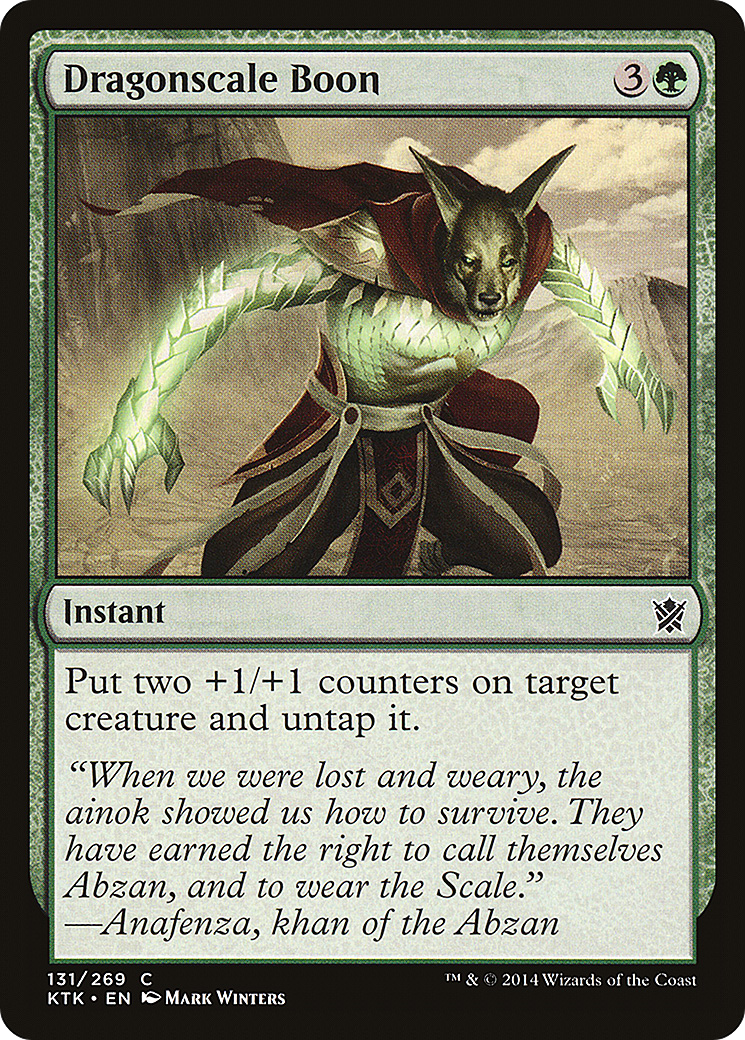 Dragonscale Boon 3
Instant
Put two +1/+1 counters on target
creature and untap it.
“When we were lost and weary, the
ainok showed us how to survive. They
have earned the right to call themselves
Abzan, and to wear the Scale.”
—Anafenza, khan of the Abzan
131/269 C
KTK • EN Mark Winters
™ & © 2014 Wizards of the Coast